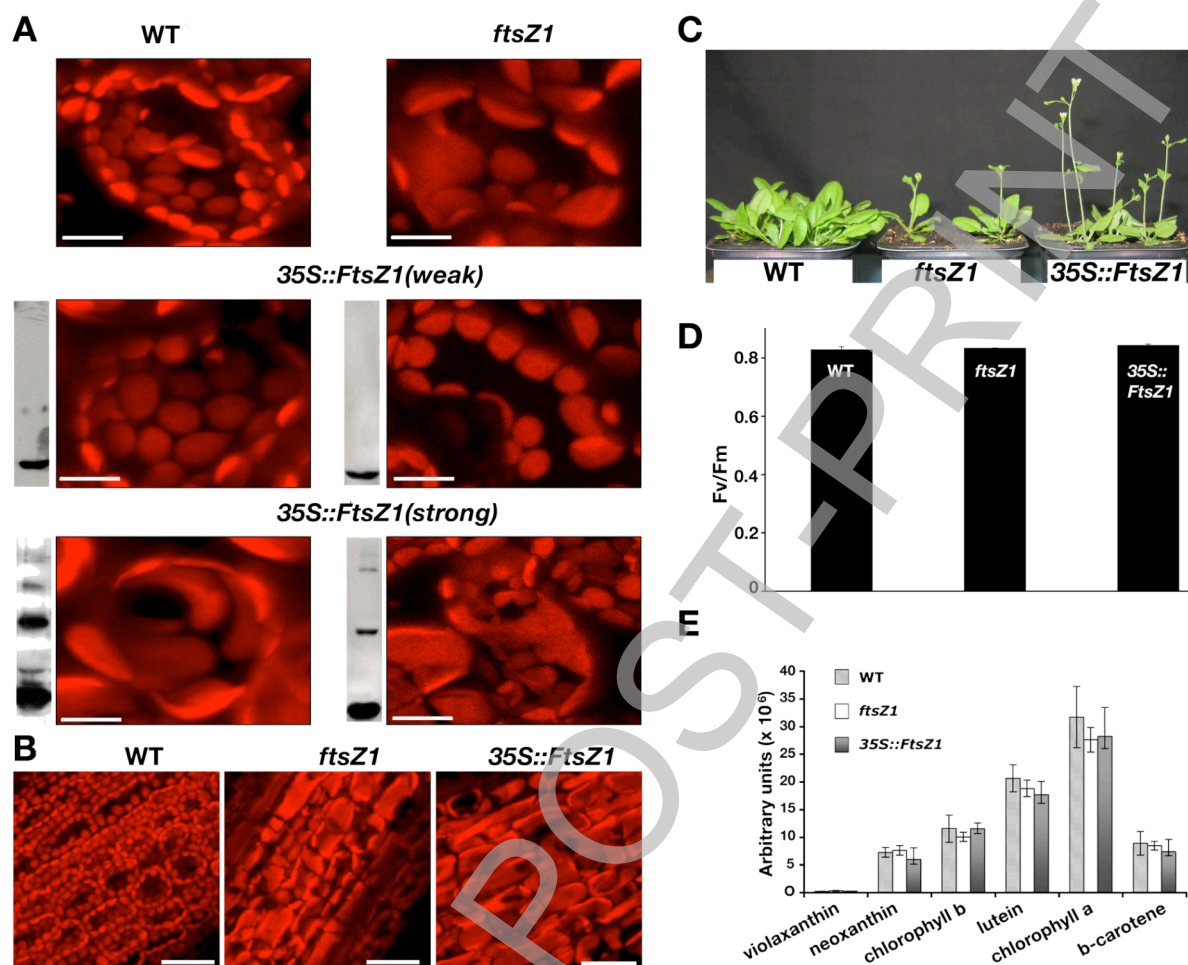 A
WT
ftsZ1
35S::FtsZ1(weak)
35S::FtsZ1(strong)
B
WT
ftsZ1
35S::FtsZ1
C
WT
ftsZ1
35S::FtsZ1
D
Fv/Fm
0.8
0.6
0.4
0.2
0
WT
ftsZ1
35S::
FtsZ1
E
Arbitrary units (x 10⁶)
40
35
30
25
20
15
10
5
0
WT
ftsZ1
35S::FtsZ1
violaxanthin
neoxanthin
chlorophyll b
lutein
chlorophyll a
b-carotene
POST-PRINT